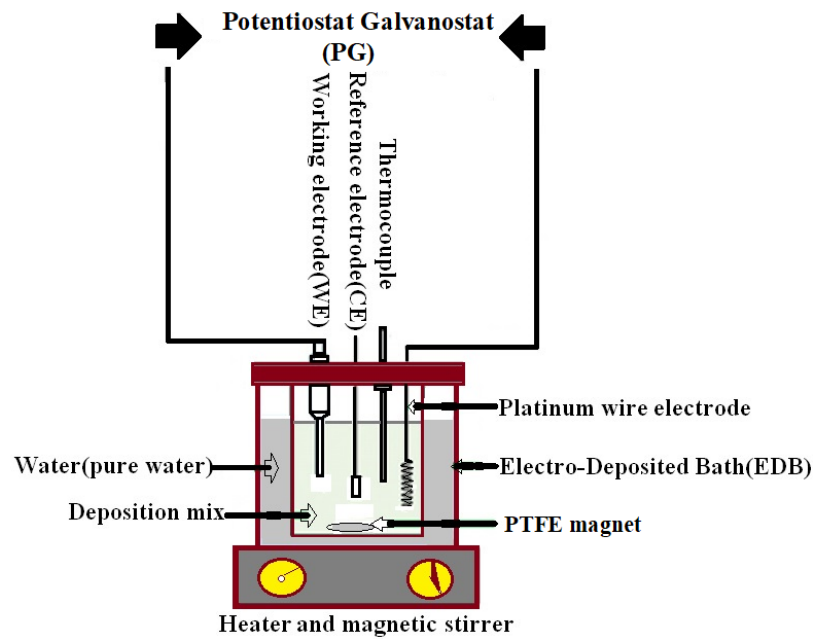 Potentiostat Galvanostat
(PG)
Working electrode(WE)
Reference electrode(CE)
Thermocouple
Platinum wire electrode
Water(pure water)
Electro-Deposited Bath(EDB)
Deposition mix
PTFE magnet
Heater and magnetic stirrer